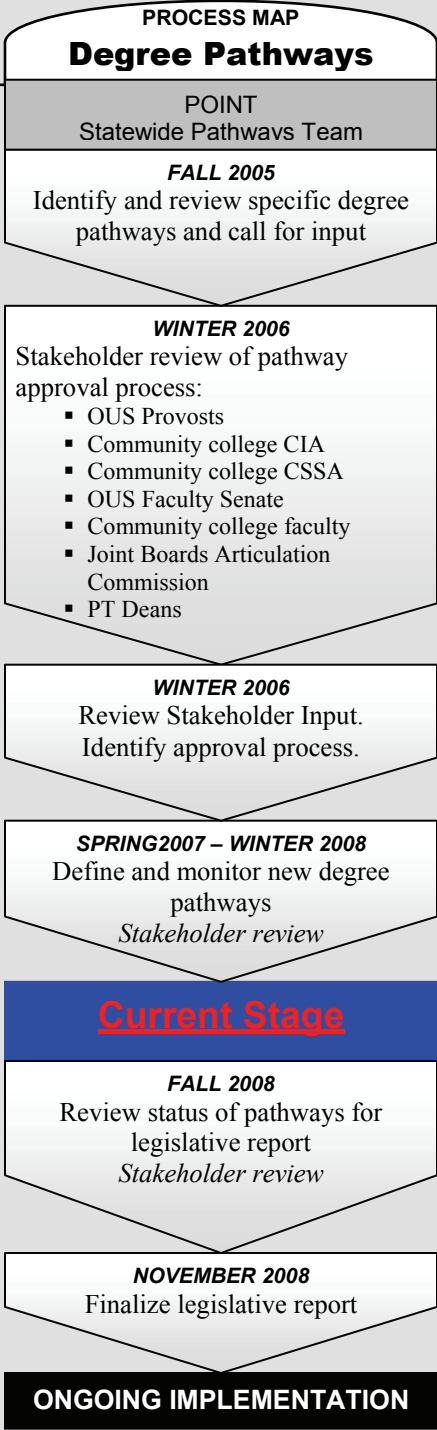 PROCESS MAP
Degree Pathways
POINT
Statewide Pathways Team
FALL 2005
Identify and review specific degree
pathways and call for input
WINTER 2006
Stakeholder review of pathway
approval process:
▪ OUS Provosts
▪ Community college CIA
▪ Community college CSSA
▪ OUS Faculty Senate
▪ Community college faculty
▪ Joint Boards Articulation
Commission
▪ PT Deans
WINTER 2006
Review Stakeholder Input.
Identify approval process.
SPRING2007 – WINTER 2008
Define and monitor new degree
pathways
Stakeholder review
Current Stage
FALL 2008
Review status of pathways for
legislative report
Stakeholder review
NOVEMBER 2008
Finalize legislative report
ONGOING IMPLEMENTATION